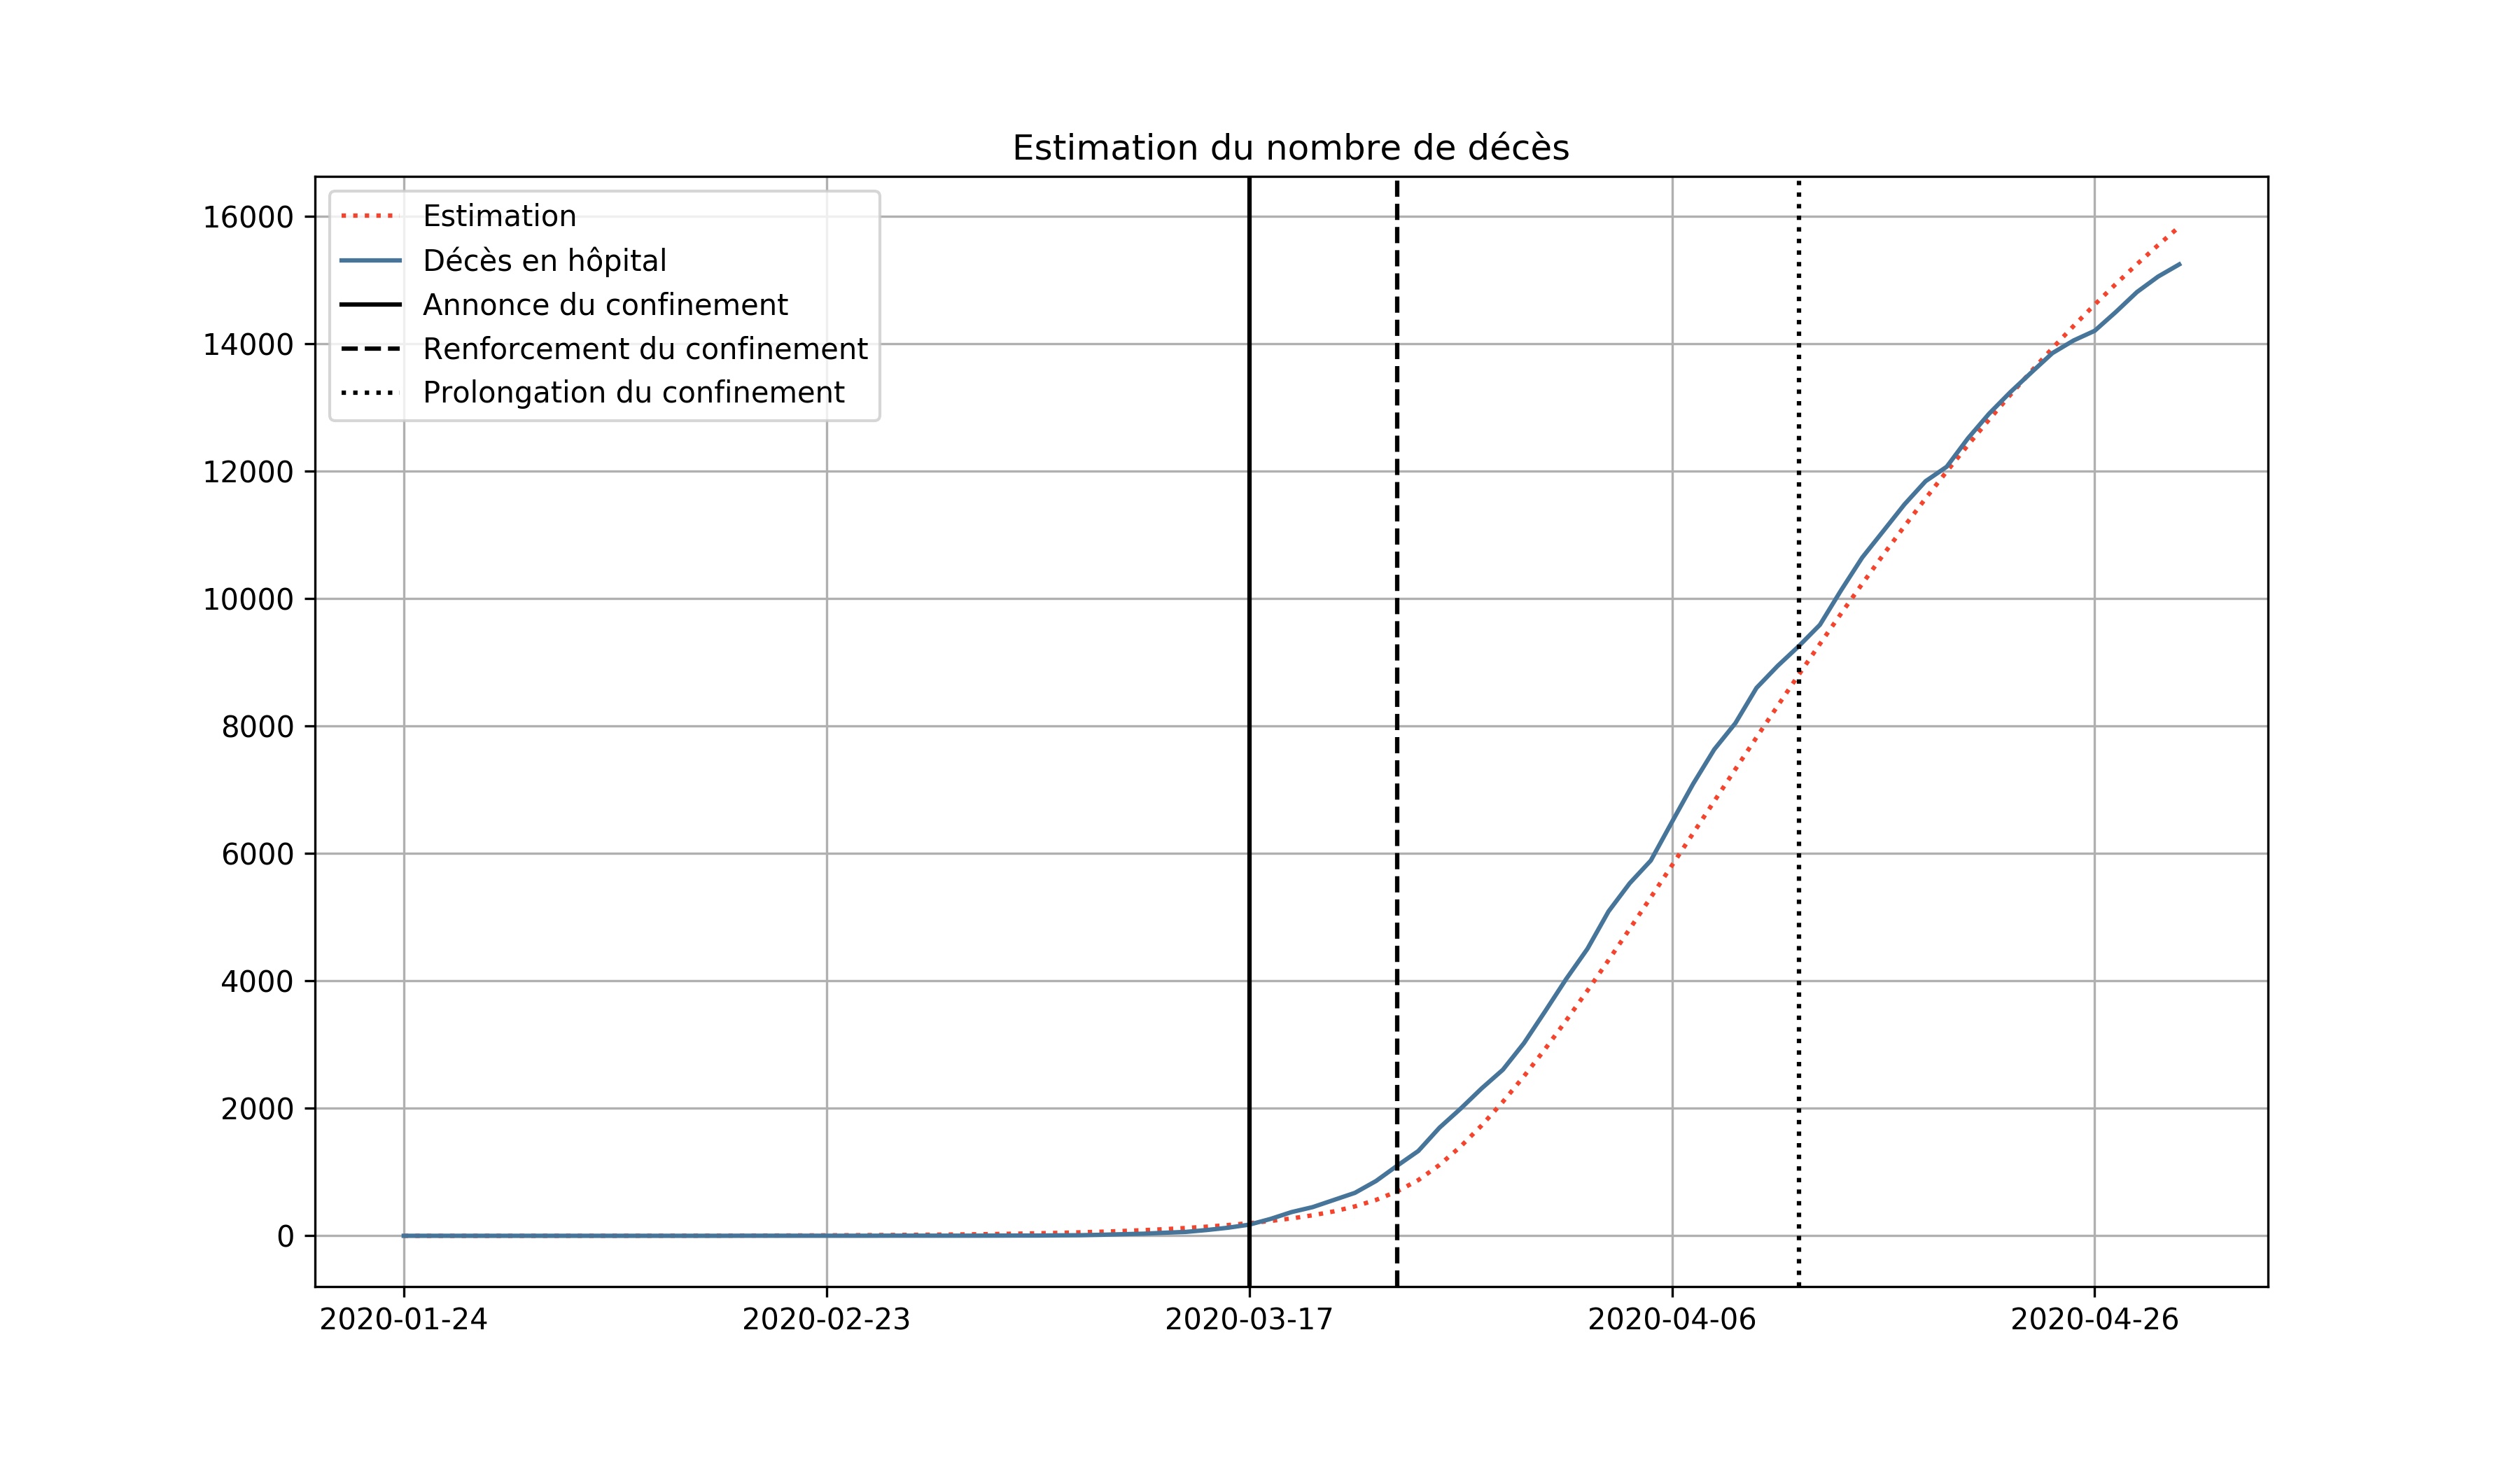 Estimation du nombre de décès
Estimation
Décès en hôpital
Annonce du confinement
Renforcement du confinement
Prolongation du confinement
16000
14000
12000
10000
8000
6000
4000
2000
0
2020-01-24 2020-02-23 2020-03-17 2020-04-06 2020-04-26